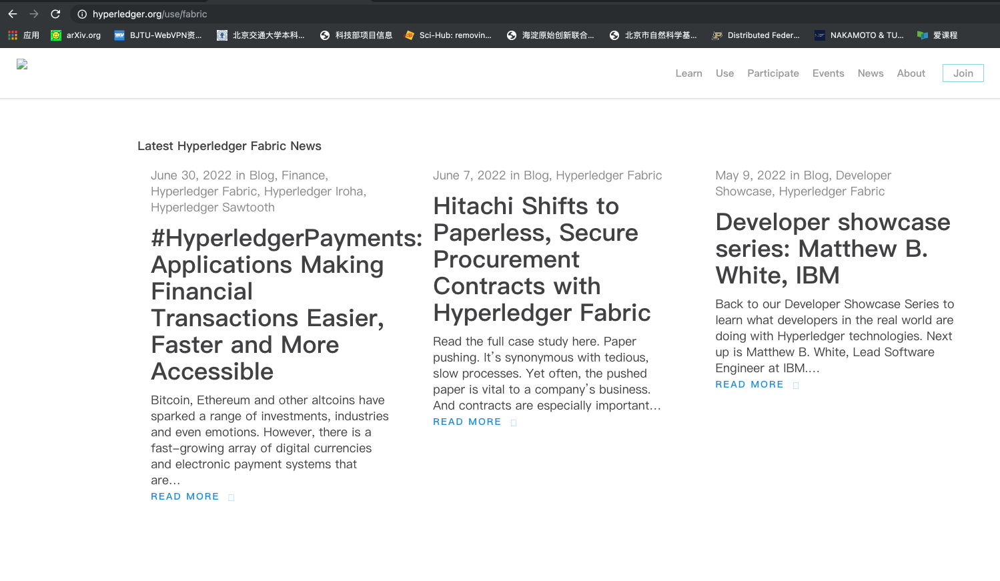 hyperledger.org/use/fabric
应用 arXiv.org BJTU-WebVPN资... 北京交通大学本科... 科技部项目信息 Sci-Hub: removin... 海淀原始创新联合... 北京市自然科学基... Distributed Feder... NAKAMOTO & TU... 爱课程
Learn Use Participate Events News About Join
Latest Hyperledger Fabric News
June 30, 2022 in Blog, Finance,
Hyperledger Fabric, Hyperledger Iroha,
Hyperledger Sawtooth
#HyperledgerPayments:
Applications Making
Financial
Transactions Easier,
Faster and More
Accessible
Bitcoin, Ethereum and other altcoins have
sparked a range of investments, industries
and even emotions. However, there is a
fast-growing array of digital currencies
and electronic payment systems that
are...
READ MORE
June 7, 2022 in Blog, Hyperledger Fabric
Hitachi Shifts to
Paperless, Secure
Procurement
Contracts with
Hyperledger Fabric
Read the full case study here. Paper
pushing. It's synonymous with tedious,
slow processes. Yet often, the pushed
paper is vital to a company's business.
And contracts are especially important...
READ MORE
May 9, 2022 in Blog, Developer
Showcase, Hyperledger Fabric
Developer showcase
series: Matthew B.
White, IBM
Back to our Developer Showcase Series to
learn what developers in the real world are
doing with Hyperledger technologies. Next
up is Matthew B. White, Lead Software
Engineer at IBM....
READ MORE